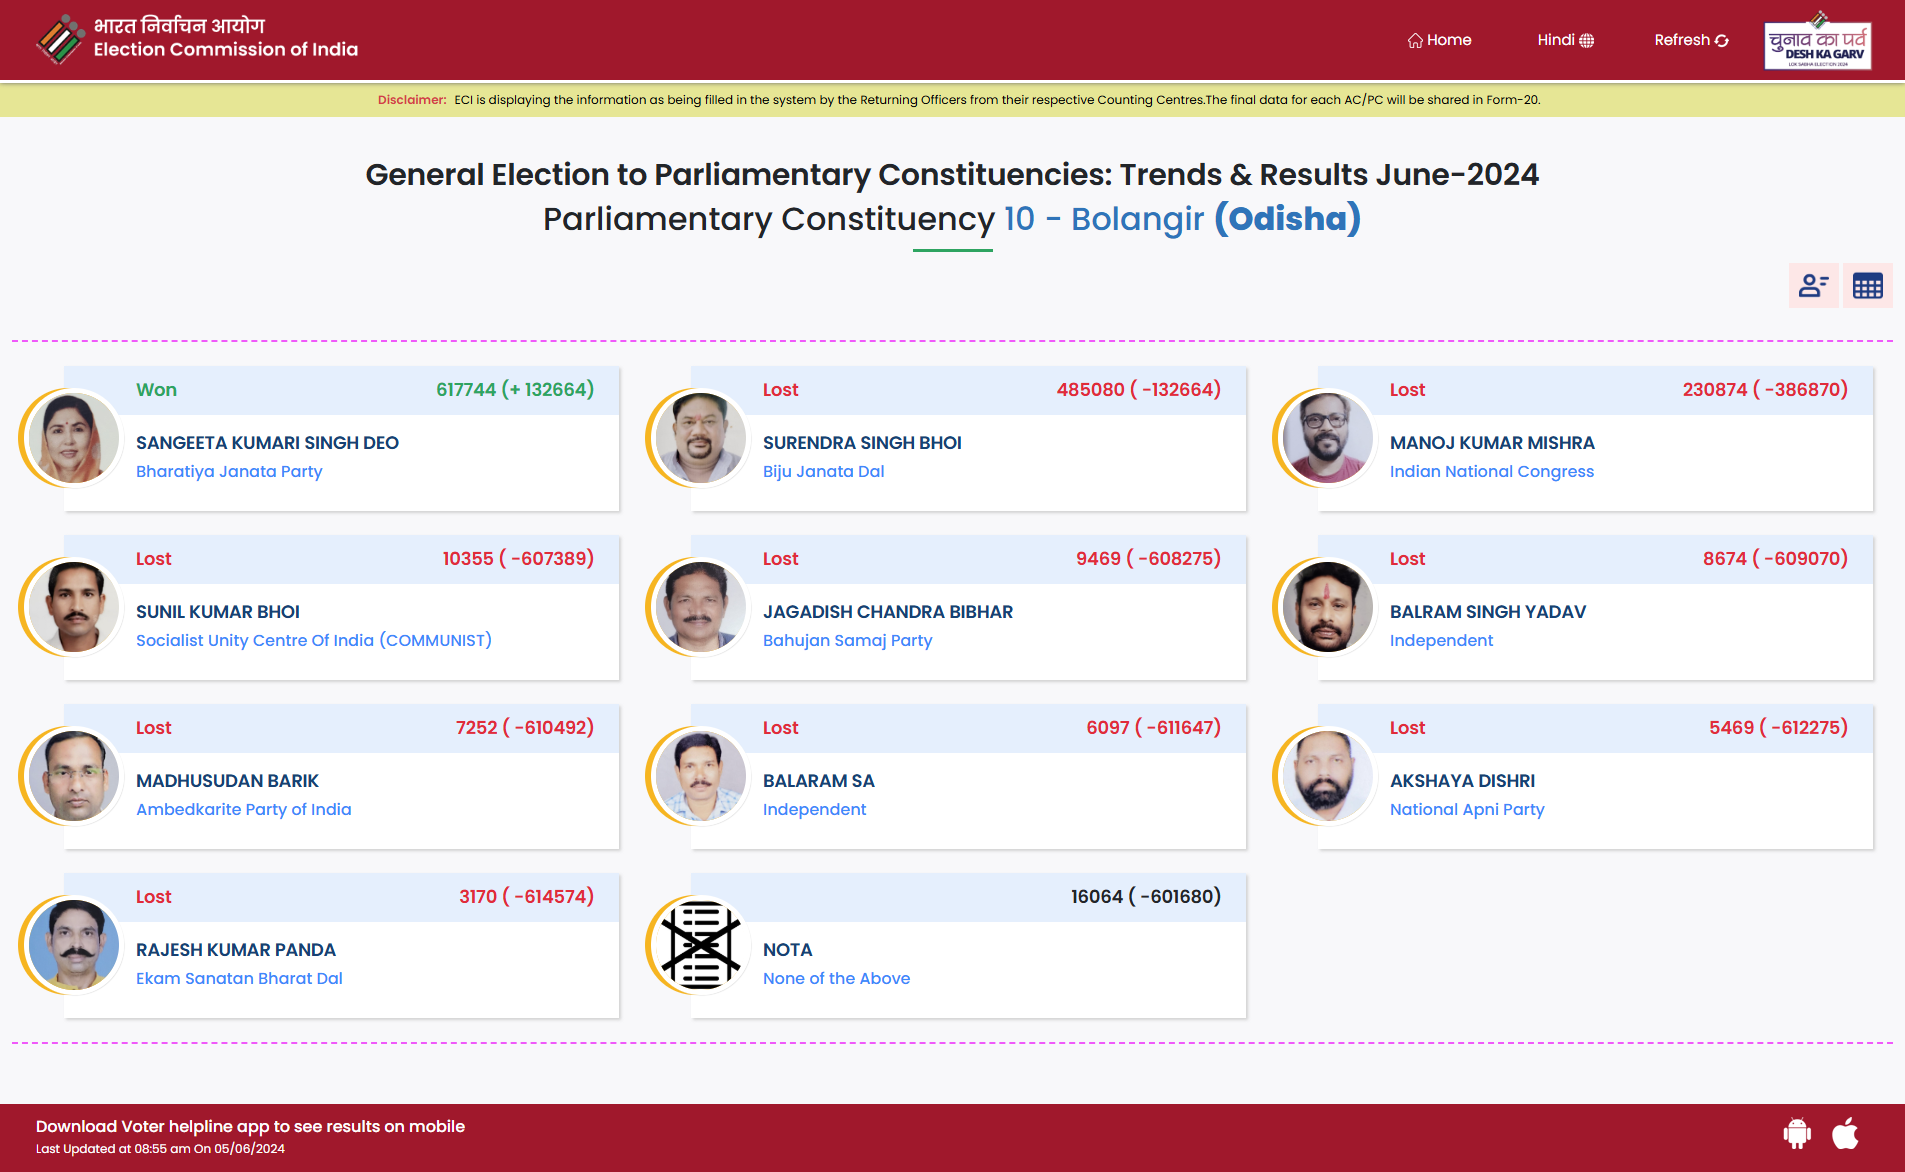 भारत निर्वाचन आयोग
Election Commission of India
Home
Hindi
Refresh
चुनाव का पर्व
DESH KA GARV
LOK SABHA ELECTION 2024
Disclaimer: ECI is displaying the information as being filled in the system by the Returning Officers from their respective Counting Centres.The final data for each AC/PC will be shared in Form-20.
General Election to Parliamentary Constituencies: Trends & Results June-2024
Parliamentary Constituency 10 - Bolangir (Odisha)
Won 617744 (+ 132664)
SANGEETA KUMARI SINGH DEO
Bharatiya Janata Party
Lost 485080 ( -132664)
SURENDRA SINGH BHOI
Biju Janata Dal
Lost 230874 ( -386870)
MANOJ KUMAR MISHRA
Indian National Congress
Lost 10355 ( -607389)
SUNIL KUMAR BHOI
Socialist Unity Centre Of India (COMMUNIST)
Lost 9469 ( -608275)
JAGADISH CHANDRA BIBHAR
Bahujan Samaj Party
Lost 8674 ( -609070)
BALRAM SINGH YADAV
Independent
Lost 7252 ( -610492)
MADHUSUDAN BARIK
Ambedkarite Party of India
Lost 6097 ( -611647)
BALARAM SA
Independent
Lost 5469 ( -612275)
AKSHAYA DISHRI
National Apni Party
Lost 3170 ( -614574)
RAJESH KUMAR PANDA
Ekam Sanatan Bharat Dal
16064 ( -601680)
NOTA
None of the Above
Download Voter helpline app to see results on mobile
Last Updated at 08:55 am On 05/06/2024